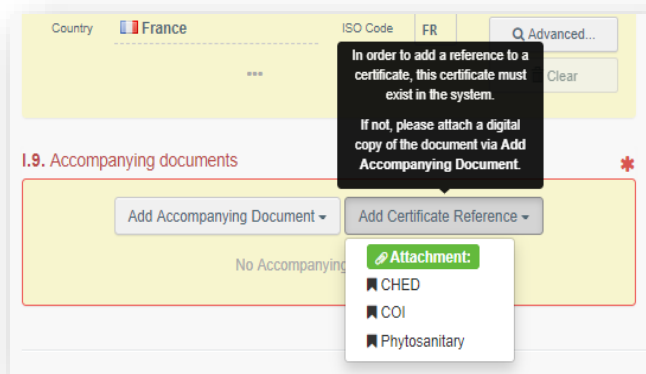 Country France ISO Code FR Advanced...
In order to add a reference to a
certificate, this certificate must
exist in the system.
Clear
If not, please attach a digital
copy of the document via Add
Accompanying Document.
I.9. Accompanying documents *
Add Accompanying Document Add Certificate Reference
No Accompanying
Attachment:
CHED
COI
Phytosanitary